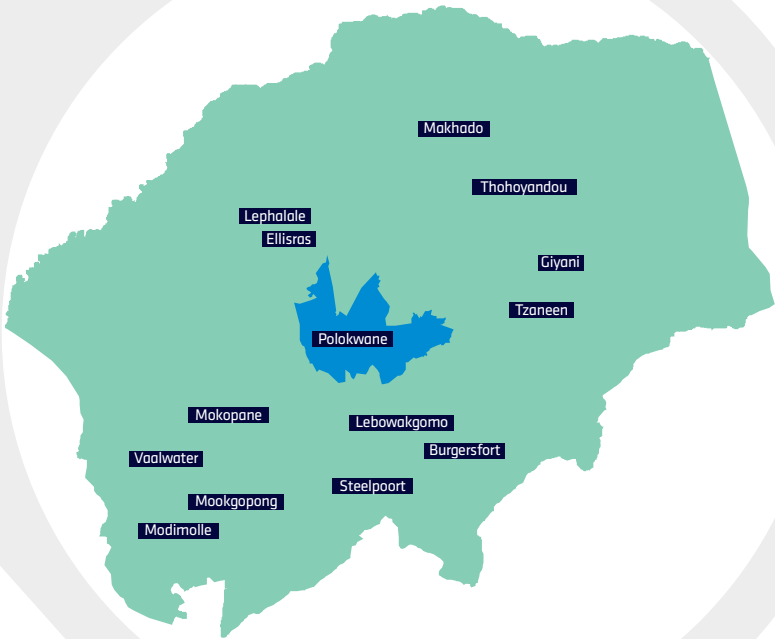 Makhado
Thohoyandou
Lephalale
Ellisras
Giyani
Tzaneen
Polokwane
Mokopane
Lebowakgomo
Burgersfort
Vaalwater
Steelpoort
Mookgopong
Modimolle